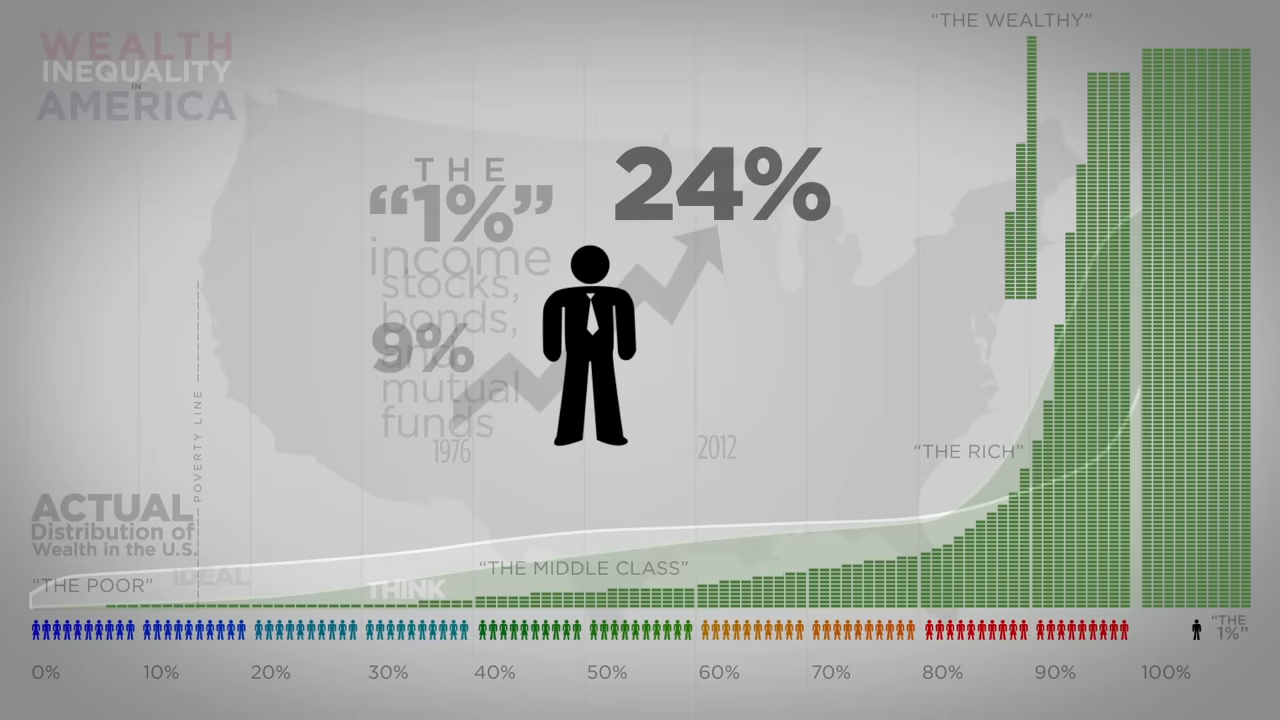 "THE WEALTHY"
WEALTH
INEQUALITY
IN
AMERICA
THE
"1%"
24%
income
stocks,
bonds,
9%
and
mutual
funds
1976
2012
POVERTY LINE
"THE RICH"
ACTUAL
Distribution of
Wealth in the U.S.
"THE POOR"
IDEAL
THINK
"THE MIDDLE CLASS"
"THE
1%"
0% 10% 20% 30% 40% 50% 60% 70% 80% 90% 100%